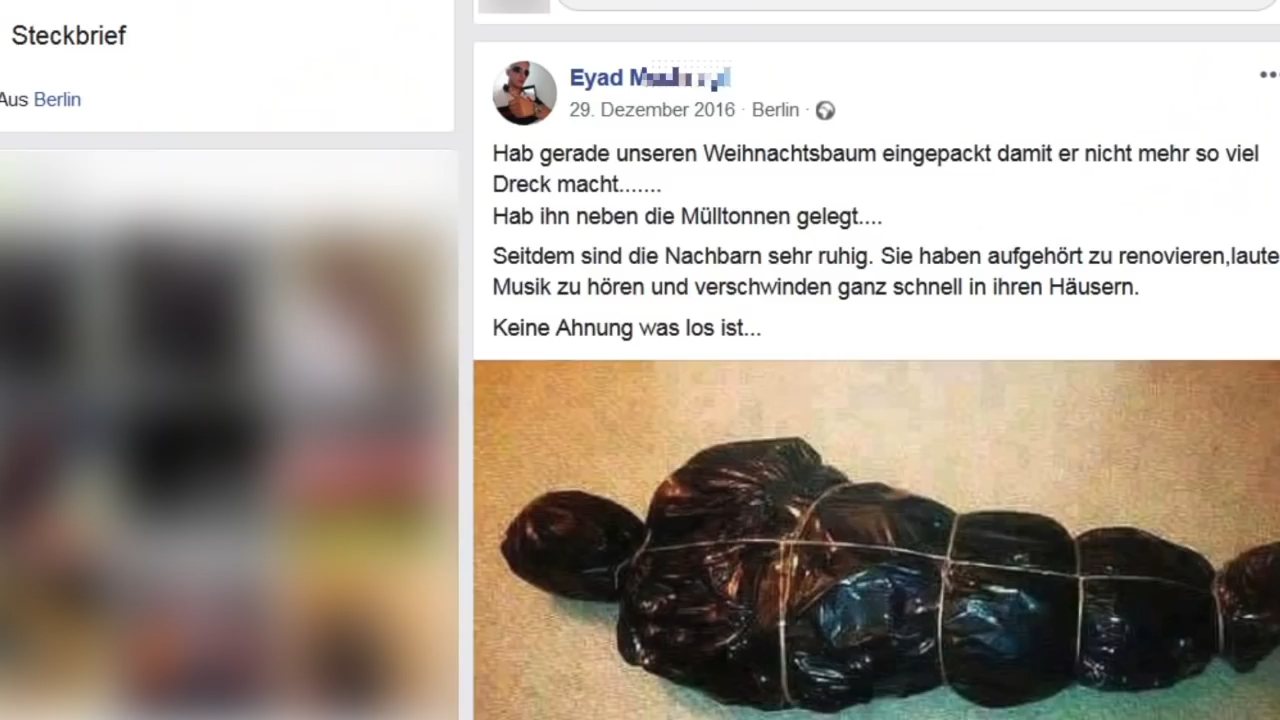 Steckbrief
Aus Berlin
Eyad
29. Dezember 2016 · Berlin ·
Hab gerade unseren Weihnachtsbaum eingepackt damit er nicht mehr so viel
Dreck macht.......
Hab ihn neben die Mülltonnen gelegt....
Seitdem sind die Nachbarn sehr ruhig. Sie haben aufgehört zu renovieren,laute
Musik zu hören und verschwinden ganz schnell in ihren Häusern.
Keine Ahnung was los ist...